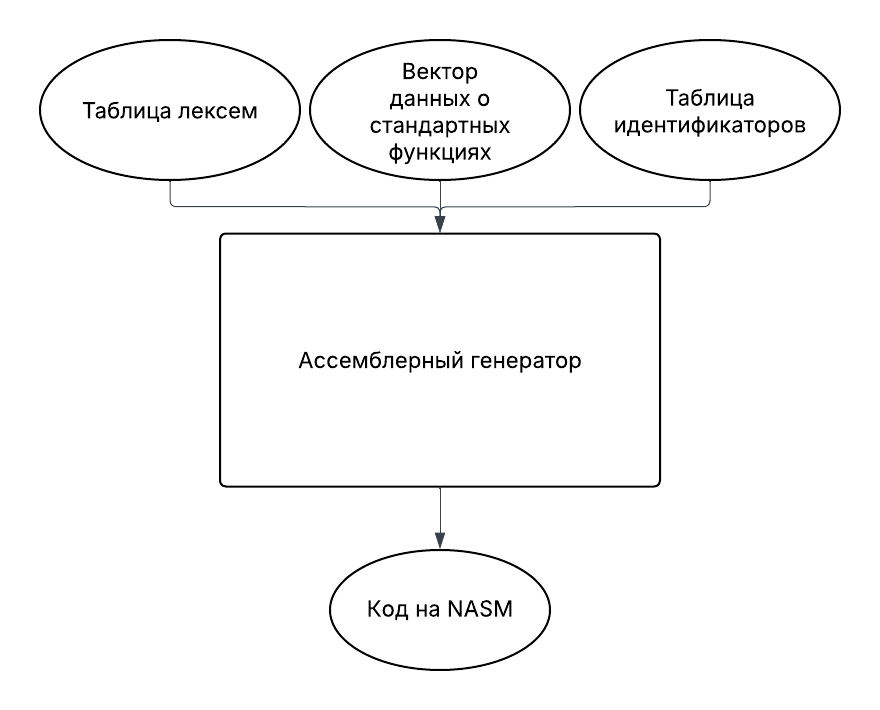 Таблица лексем
Вектор
данных о
стандартных
функциях
Таблица
идентификаторов
Ассемблерный генератор
Код на NASM